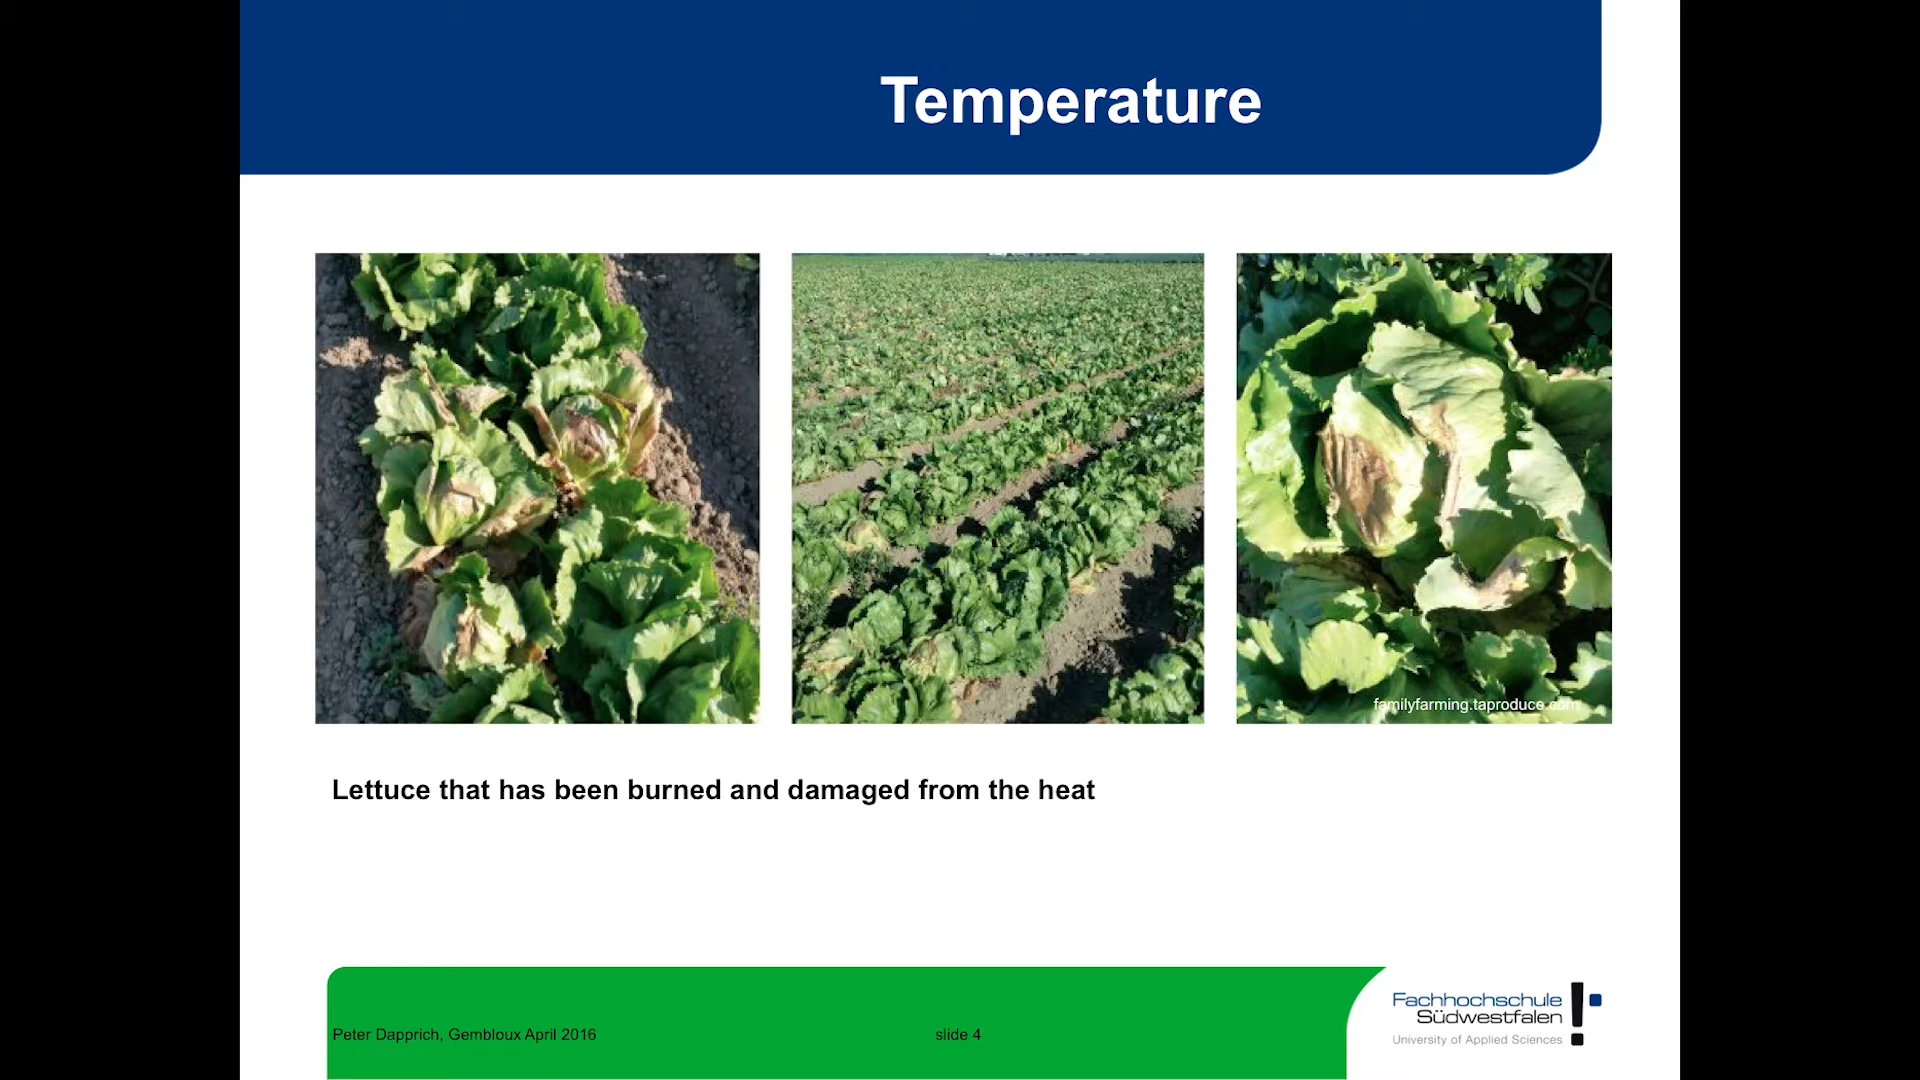 Temperature
familyfarming.taproduce.com
Lettuce that has been burned and damaged from the heat
Peter Dapprich, Gembloux April 2016
slide 4
Fachhochschule
Südwestfalen
University of Applied Sciences